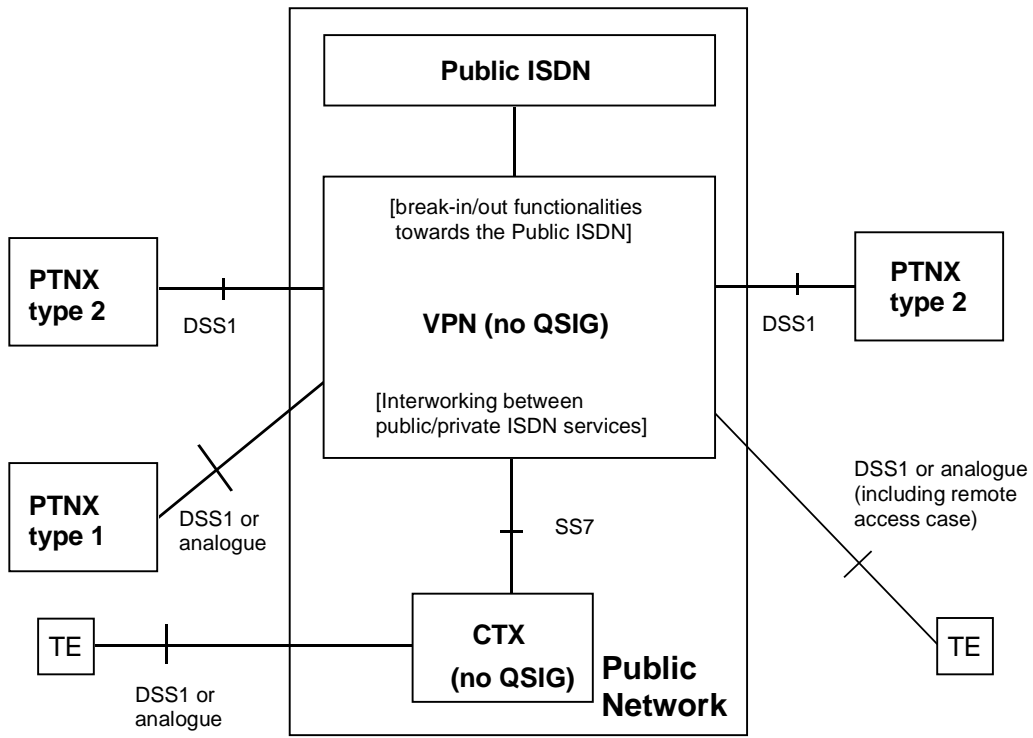 Public ISDN
[break-in/out functionalities
towards the Public ISDN]
PTNX
type 2
DSS1
VPN (no QSIG)
DSS1
PTNX
type 2
[Interworking between
public/private ISDN services]
PTNX
type 1
DSS1 or
analogue
SS7
DSS1 or analogue
(including remote
access case)
TE
DSS1 or
analogue
CTX
(no QSIG)
Public
Network
TE